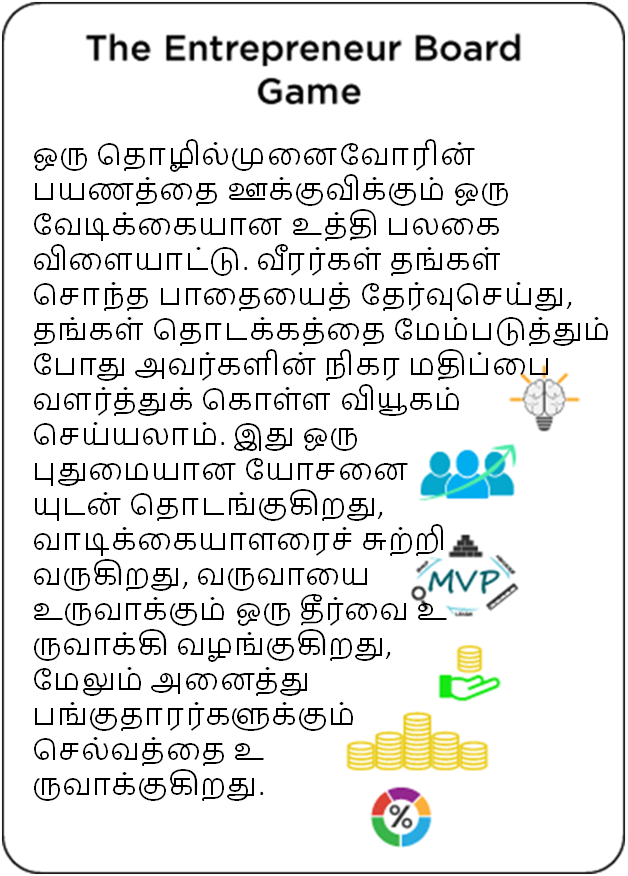 The Entrepreneur Board
Game
ஒரு தொழில்முனைவோரின்
பயணத்தை ஊக்குவிக்கும் ஒரு
வேடிக்கையான உத்தி பலகை
விளையாட்டு. வீரர்கள் தங்கள்
சொந்த பாதையைத் தேர்வுசெய்து,
தங்கள் தொடக்கத்தை மேம்படுத்தும்
போது அவர்களின் நிகர மதிப்பை
வளர்த்துக் கொள்ள வியூகம்
செய்யலாம். இது ஒரு
புதுமையான யோசனை
யுடன் தொடங்குகிறது,
வாடிக்கையாளரைச் சுற்றி
வருகிறது, வருவாயை
MVP
உருவாக்கும் ஒரு தீர்வை உ
ருவாக்கி வழங்குகிறது,
மேலும் அனைத்து
பங்குதாரர்களுக்கும்
செல்வத்தை உ
ருவாக்குகிறது.
%